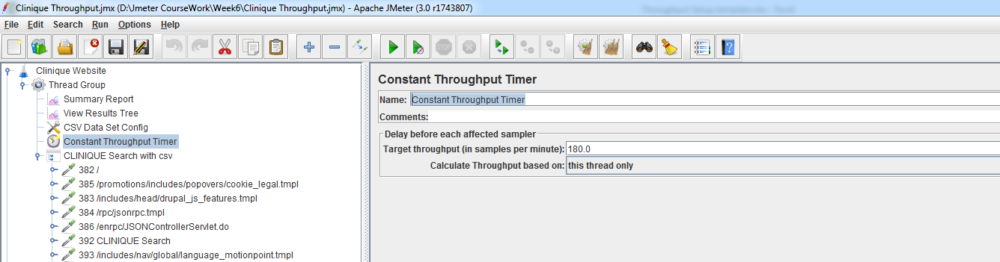 Clinique Throughput.jmx (D:\Jmeter CourseWork\Week6\Clinique Throughput.jmx) - Apache JMeter (3.0 r1743807)
File Edit Search Run Options Help
STOP
Clinique Website
Thread Group
Summary Report
View Results Tree
CSV Data Set Config
Constant Throughput Timer
CLINIQUE Search with csv
382 /
385 /promotions/includes/popovers/cookie_legal.tmpl
383 /includes/head/drupal_js_features.tmpl
384 /rpc/jsonrpc.tmpl
386 /enrpc/JSONControllerServlet.do
392 CLINIQUE Search
393 /includes/nav/global/language_motionpoint.tmpl
Constant Throughput Timer
Name: Constant Throughput Timer
Comments:
Delay before each affected sampler
Target throughput (in samples per minute): 180.0
Calculate Throughput based on: this thread only